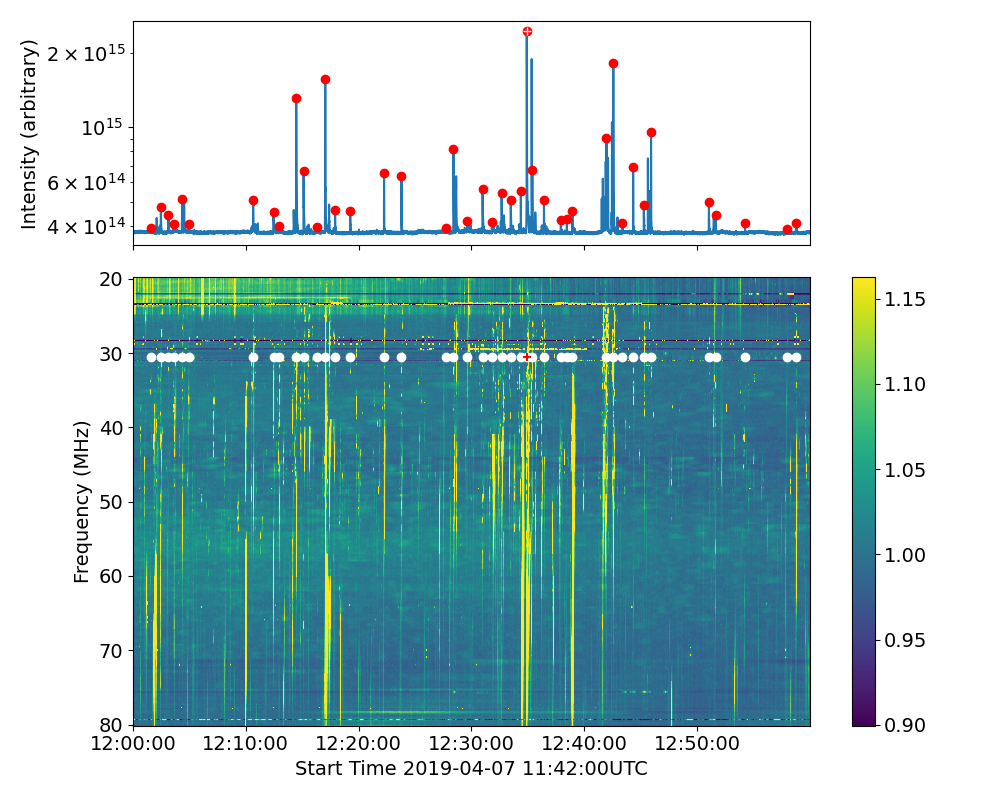 Intensity (arbitrary)
2 × 10¹⁵
10¹⁵
6 × 10¹⁴
4 × 10¹⁴
Frequency (MHz)
20
30
40
50
60
70
80
12:00:00 12:10:00 12:20:00 12:30:00 12:40:00 12:50:00
Start Time 2019-04-07 11:42:00UTC
1.15
1.10
1.05
1.00
0.95
0.90